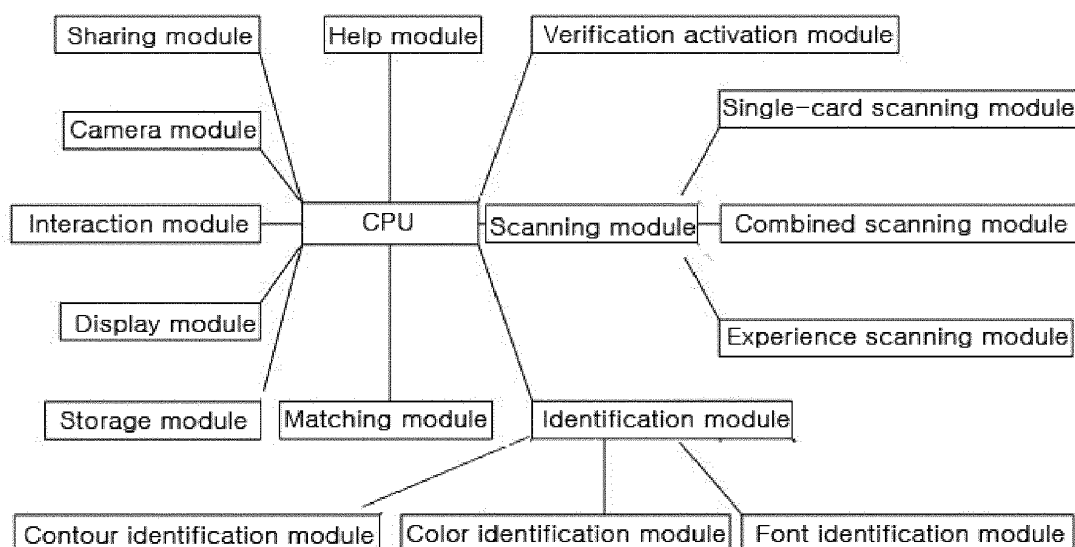 Sharing module
Help module
Verification activation module
Single-card scanning module
Camera module
Interaction module
CPU
Scanning module
Combined scanning module
Display module
Experience scanning module
Storage module
Matching module
Identification module
Contour identification module
Color identification module
Font identification module